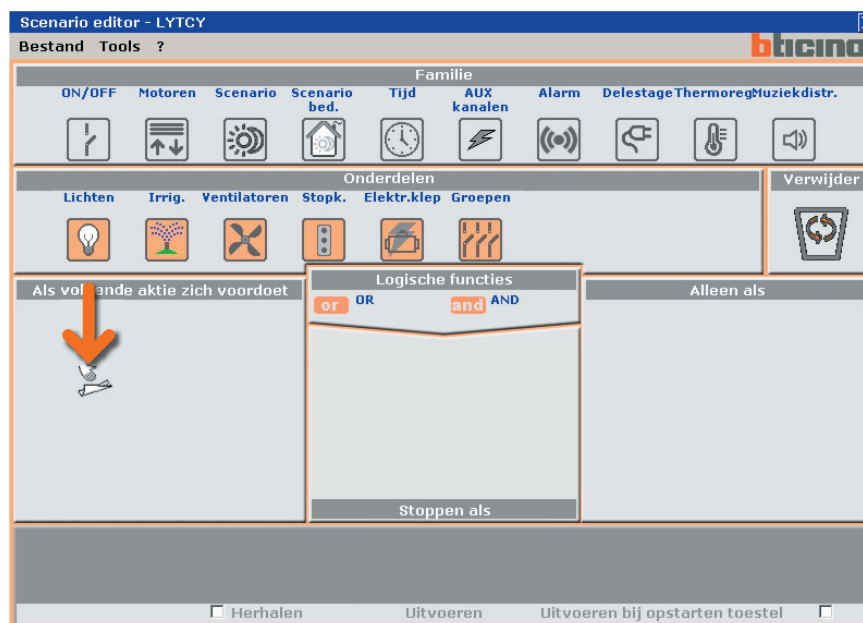 Scenario editor - LYTCY
Bestand Tools ?
bticino
Familie
ON/OFF Motoren Scenario Scenario bed. Tijd AUX kanalen Alarm Delestage Thermoreg Muziekdistr.
Onderdelen
Verwijder
Lichten Irrig. Ventilatoren Stopk. Elektr.klep Groepen
Als volgende aktie zich voordoet
Logische functies
Alleen als
or OR and AND
Stoppen als
Herhalen Uitvoeren Uitvoeren bij opstarten toestel